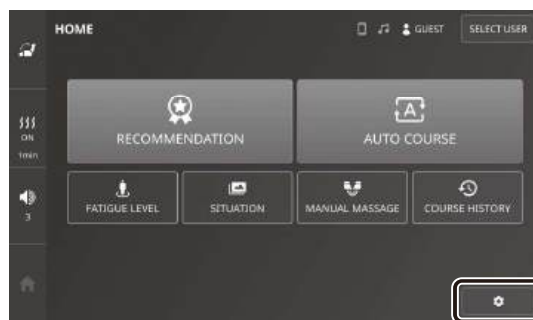 HOME
GUEST
SELECT USER
ON
1min
3
A
RECOMMENDATION
AUTO COURSE
FATIGUE LEVEL
SITUATION
MANUAL MASSAGE
COURSE HISTORY